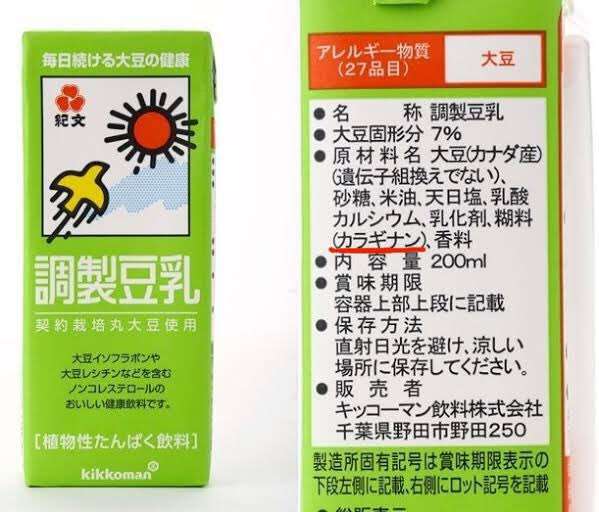 毎日続ける大豆の健康
紀文
調製豆乳
契約栽培丸大豆使用
大豆イソフラボンや
大豆レシチンなどを含む
ノンコレステロールの
おいしい健康飲料です。
[植物性たんぱく飲料]
kikkoman
アレルギー物質
(27品目)
大豆
●名 称 調製豆乳
●大豆固形分 7%
●原材料名 大豆(カナダ産)
(遺伝子組換えでない)、
砂糖、米油、天日塩、乳酸
カルシウム、乳化剤、糊料
(カラギナン)、香料
●内容量 200ml
●賞味期限
容器上部上段に記載
●保存方法
直射日光を避け、涼しい
場所に保存してください。
●販売者
キッコーマン飲料株式会社
千葉県野田市野田250
製造所固有記号は賞味期限表示の
下段左側に記載、右側にロット記号を記載